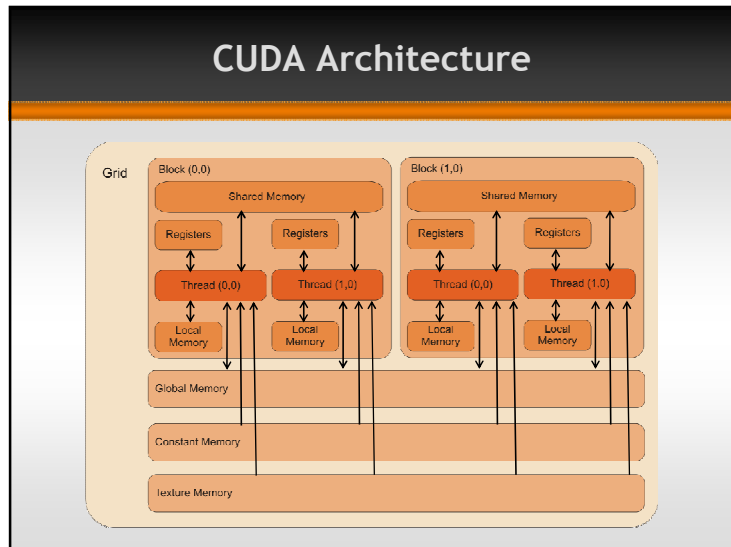 CUDA Architecture
Grid
Block (0,0)
Shared Memory
Registers
Registers
Thread (0,0)
Thread (1,0)
Local
Memory
Local
Memory
Block (1,0)
Shared Memory
Registers
Registers
Thread (0,0)
Thread (1,0)
Local
Memory
Local
Memory
Global Memory
Constant Memory
Texture Memory